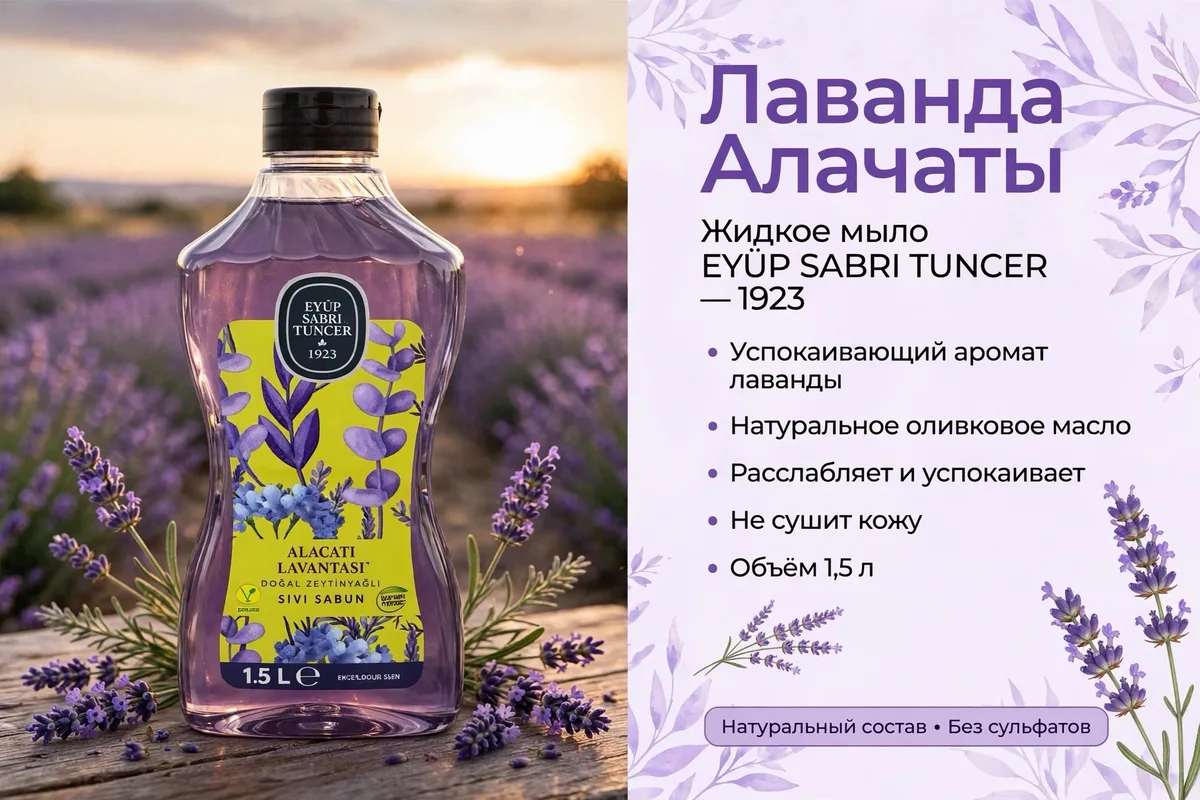 EYÜP
SABRİ
TUNCER
1923
ALAÇATI
LAVANTASI
DOĞAL ZEYTİNYAĞLI
SIVI SABUN
1.5 L ℮
Лаванда
Алачаты
Жидкое мыло
EYÜP SABRI TUNCER
— 1923
• Успокаивающий аромат
лаванды
• Натуральное оливковое масло
• Расслабляет и успокаивает
• Не сушит кожу
• Объём 1,5 л
Натуральный состав • Без сульфатов